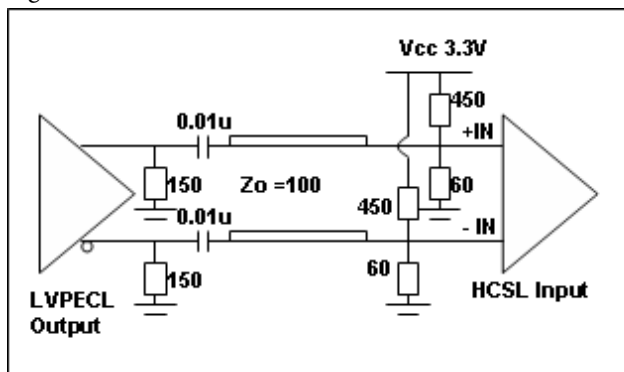 Vcc 3.3V
450
0.01u
+IN
150
Zo =100
60
450
0.01u
- IN
60
150
HCSL Input
LVPECL
Output